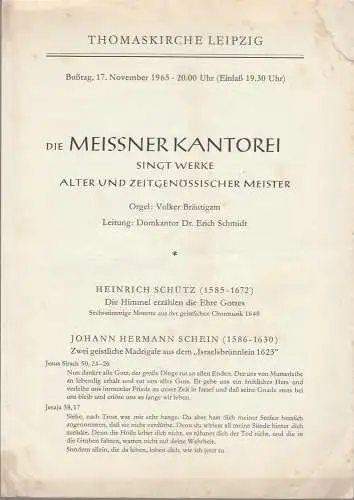 THOMASKIRCHE LEIPZIG
Bußtag, 17. November 1965 - 20.00 Uhr (Einlaß 19.30 Uhr)
DIE MEISSNER KANTOREI
SINGT WERKE
ALTER UND ZEITGENÖSSISCHER MEISTER
Orgel: Volker Bräutigam
Leitung: Domkantor Dr. Erich Schmidt
*
HEINRICH SCHÜTZ (1585-1672)
Die Himmel erzählen die Ehre Gottes
Sechsstimmige Motette aus der geistlichen Chormusik 1648
JOHANN HERMANN SCHEIN (1586-1630)
Zwei geistliche Madrigale aus dem „Israelsbrünnlein 1623"
Jesus Sirach 50, 24-26
Nun danket alle Gott, der große Dinge tut an allen Enden. Der uns von Mutterleibe
an lebendig erhält und tut uns alles Guts. Er gebe uns ein fröhliches Herz und
verleihe uns immerdar Friede zu unser Zeit in Israel und daß seine Gnade stets bei
uns bleib und erlöse uns so lange wir leben.
Jesaja 38, 17
Siehe, nach Trost war mir sehr bange. Du aber hast dich meiner Seelen herzlich
angenommen, daß sie nicht verdürbe. Denn du wirfest all meine Sünde hinter dich
zurücke. Denn die Hölle lobet dich nicht, so rühmet dich der Tod nicht, und die in
die Gruben fahren, warten nicht auf deine Wahrheit.
Sondern allein, die da leben, loben dich, wie ich jetzt tu.